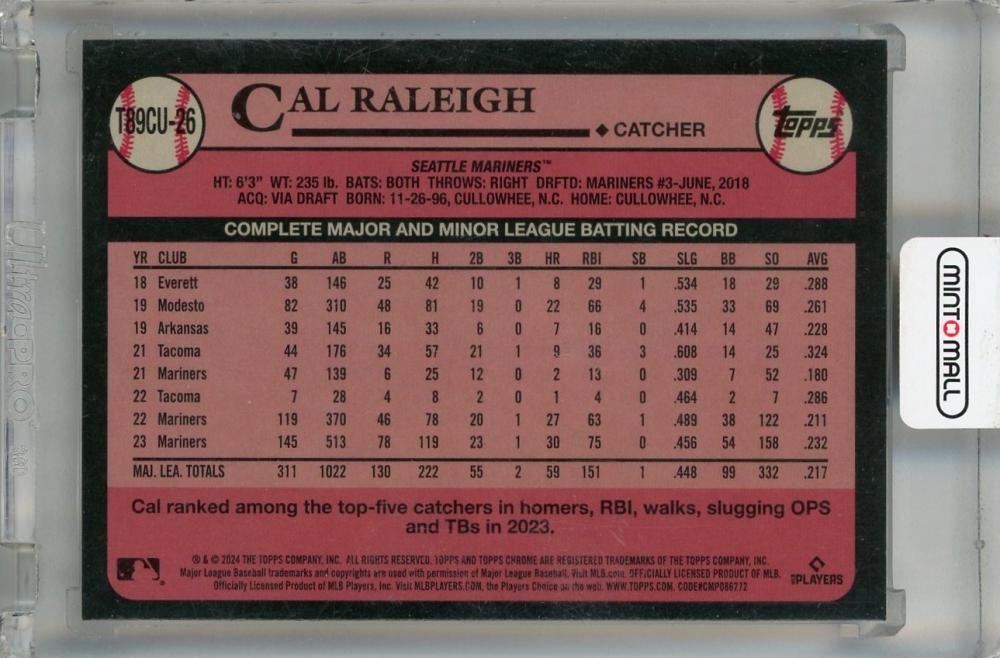 T89CU-26
CAL RALEIGH
◆ CATCHER
topps
SEATTLE MARINERS™
HT: 6'3" WT: 235 lb. BATS: BOTH THROWS: RIGHT DRFTD: MARINERS #3-JUNE, 2018
ACQ: VIA DRAFT BORN: 11-26-96, CULLOWHEE, N.C. HOME: CULLOWHEE, N.C.
COMPLETE MAJOR AND MINOR LEAGUE BATTING RECORD
YR CLUB G AB R H 2B 3B HR RBI SB SLG BB SO AVG
18 Everett 38 146 25 42 10 1 8 29 1 .534 18 29 .288
19 Modesto 82 310 48 81 19 0 22 66 4 .535 33 69 .261
19 Arkansas 39 145 16 33 6 0 7 16 0 .414 14 47 .228
21 Tacoma 44 176 34 57 21 1 9 36 3 .608 14 25 .324
21 Mariners 47 139 6 25 12 0 2 13 0 .309 7 52 .180
22 Tacoma 7 28 4 8 2 0 1 4 0 .464 2 7 .286
22 Mariners 119 370 46 78 20 1 27 63 1 .489 38 122 .211
23 Mariners 145 513 78 119 23 1 30 75 0 .456 54 158 .232
MAJ. LEA. TOTALS 311 1022 130 222 55 2 59 151 1 .448 99 332 .217
Cal ranked among the top-five catchers in homers, RBI, walks, slugging OPS
and TBs in 2023.
® & © 2024 THE TOPPS COMPANY, INC. ALL RIGHTS RESERVED. TOPPS AND TOPPS CHROME ARE REGISTERED TRADEMARKS OF THE TOPPS COMPANY, INC.
Major League Baseball trademarks and copyrights are used with permission of Major League Baseball. Visit MLB.com. OFFICIALLY LICENSED PRODUCT OF MLB.
Officially Licensed Product of MLB Players, Inc. Visit MLBPLAYERS.COM, the Players Choice on the web. WWW.TOPPS.COM. CODE#CMP086272
MLB PLAYERS
MINTOMALL
Ultra PRO